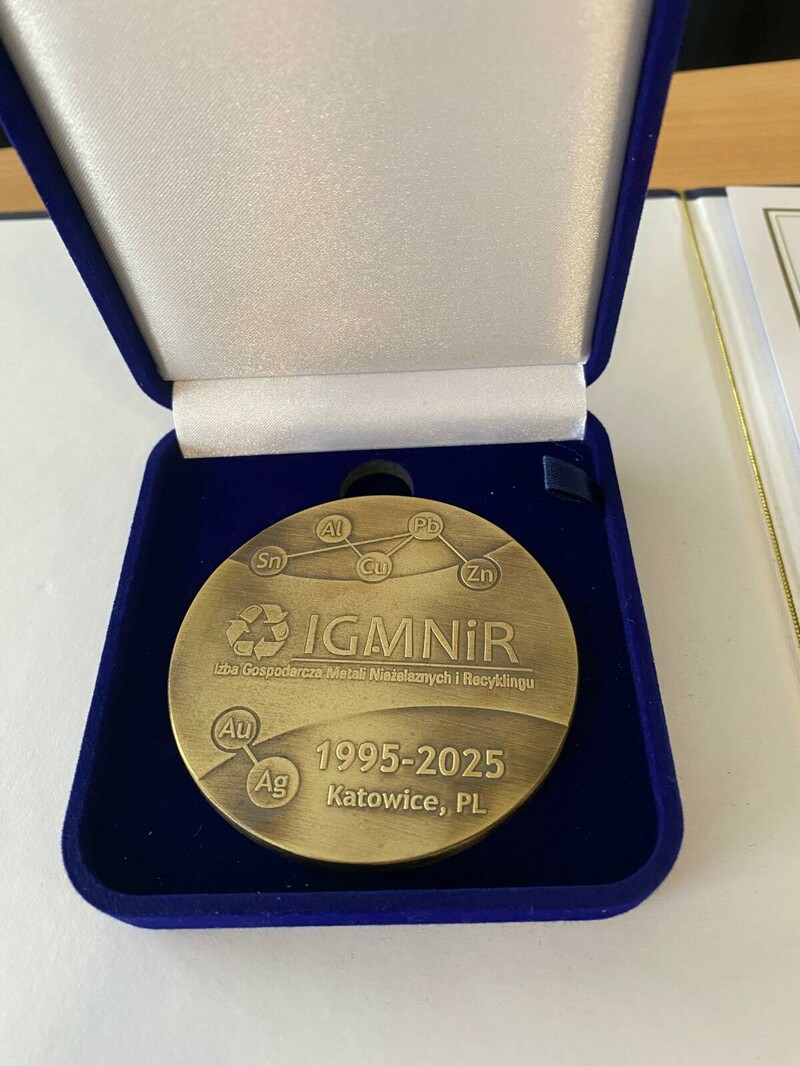 Al Pb
Sn Cu Zn
IGMNiR
Izba Gospodarcza Metali Nieżelaznych i Recyklingu
Au
Ag
1995-2025
Katowice, PL